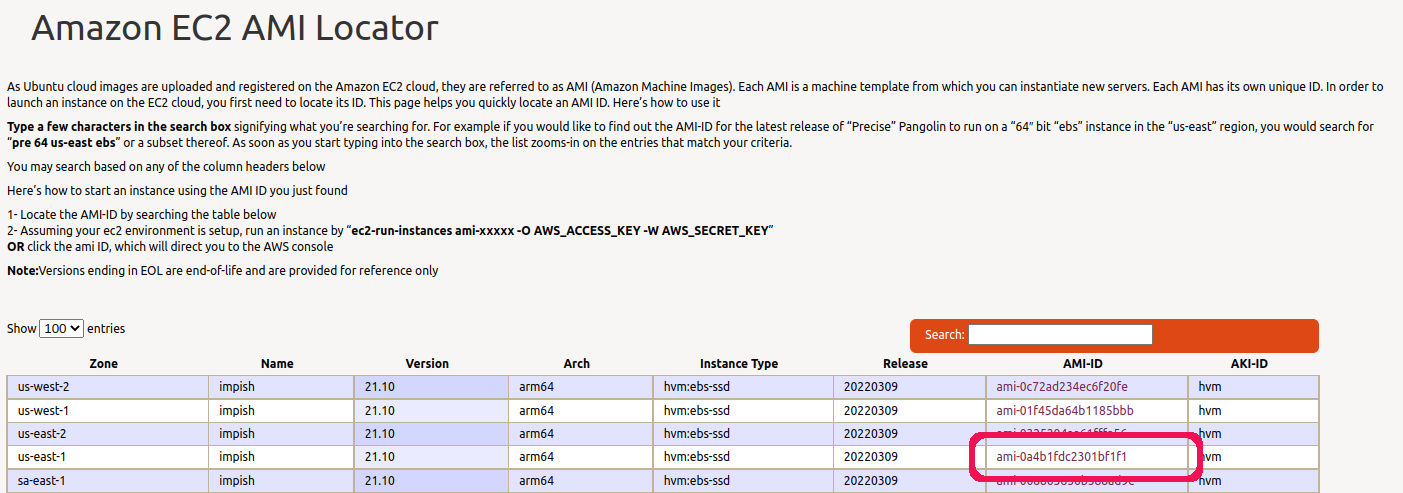 Amazon EC2 AMI Locator
As Ubuntu cloud images are uploaded and registered on the Amazon EC2 cloud, they are referred to as AMI (Amazon Machine Images). Each AMI is a machine template from which you can instantiate new servers. Each AMI has its own unique ID. In order to
launch an instance on the EC2 cloud, you first need to locate its ID. This page helps you quickly locate an AMI ID. Here’s how to use it
Type a few characters in the search box signifying what you’re searching for. For example if you would like to find out the AMI-ID for the latest release of “Precise” Pangolin to run on a “64″ bit “ebs” instance in the “us-east” region, you would search for
“pre 64 us-east ebs” or a subset thereof. As soon as you start typing into the search box, the list zooms-in on the entries that match your criteria.
You may search based on any of the column headers below
Here’s how to start an instance using the AMI ID you just found
1- Locate the AMI-ID by searching the table below
2- Assuming your ec2 environment is setup, run an instance by “ec2-run-instances ami-xxxxx -O AWS_ACCESS_KEY -W AWS_SECRET_KEY”
OR click the ami ID, which will direct you to the AWS console
Note:Versions ending in EOL are end-of-life and are provided for reference only
Show 100 entries Search:
Zone Name Version Arch Instance Type Release AMI-ID AKI-ID
us-west-2 impish 21.10 arm64 hvm:ebs-ssd 20220309 ami-0c72ad234ec6f20fe hvm
us-west-1 impish 21.10 arm64 hvm:ebs-ssd 20220309 ami-01f45da64b1185bbb hvm
us-east-2 impish 21.10 arm64 hvm:ebs-ssd 20220309 hvm
us-east-1 impish 21.10 arm64 hvm:ebs-ssd 20220309 ami-0a4b1fdc2301bf1f1 hvm
sa-east-1 impish 21.10 arm64 hvm:ebs-ssd 20220309 hvm